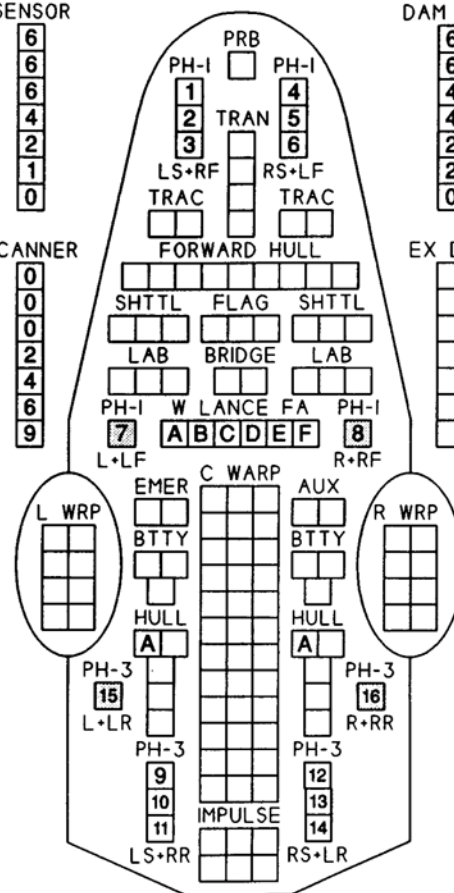 SENSOR
6
6
6
4
2
1
0
DAM
6
6
4
4
2
2
0
PRB
PH-1 PH-1
1 4
2 5
3 6
TRAN
LS+RF RS+LF
TRAC TRAC
FORWARD HULL
CANNER
0
0
0
2
4
6
9
EX D
SHTTL FLAG SHTTL
LAB BRIDGE LAB
PH-1 W LANCE FA PH-1
7 A B C D E F 8
L+LF R+RF
C WARP
EMER AUX
L WRP R WRP
BTTY BTTY
HULL HULL
A A
PH-3 PH-3
15 16
L+LR R+RR
PH-3 PH-3
9 12
10 13
11 14
IMPULSE
LS+RR RS+LR